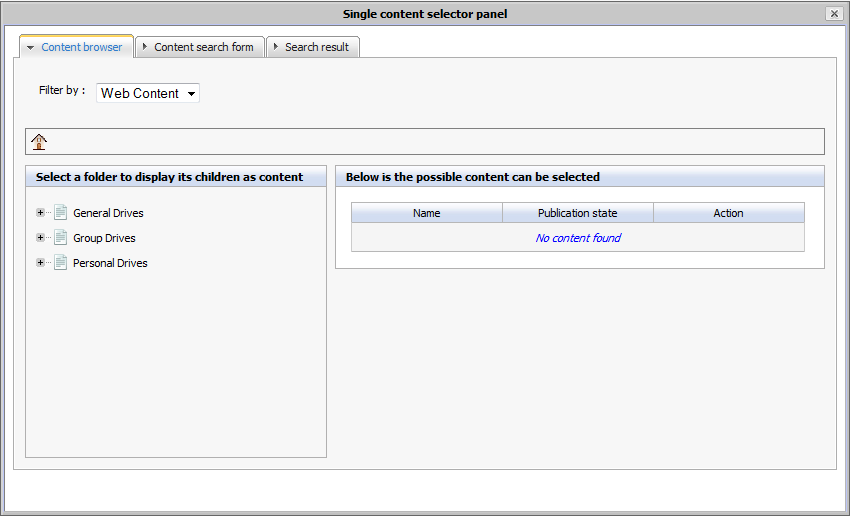 Single content selector panel
Content browser Content search form Search result
Filter by : Web Content
Select a folder to display its children as content
General Drives
Group Drives
Personal Drives
Below is the possible content can be selected
Name Publication state Action
No content found